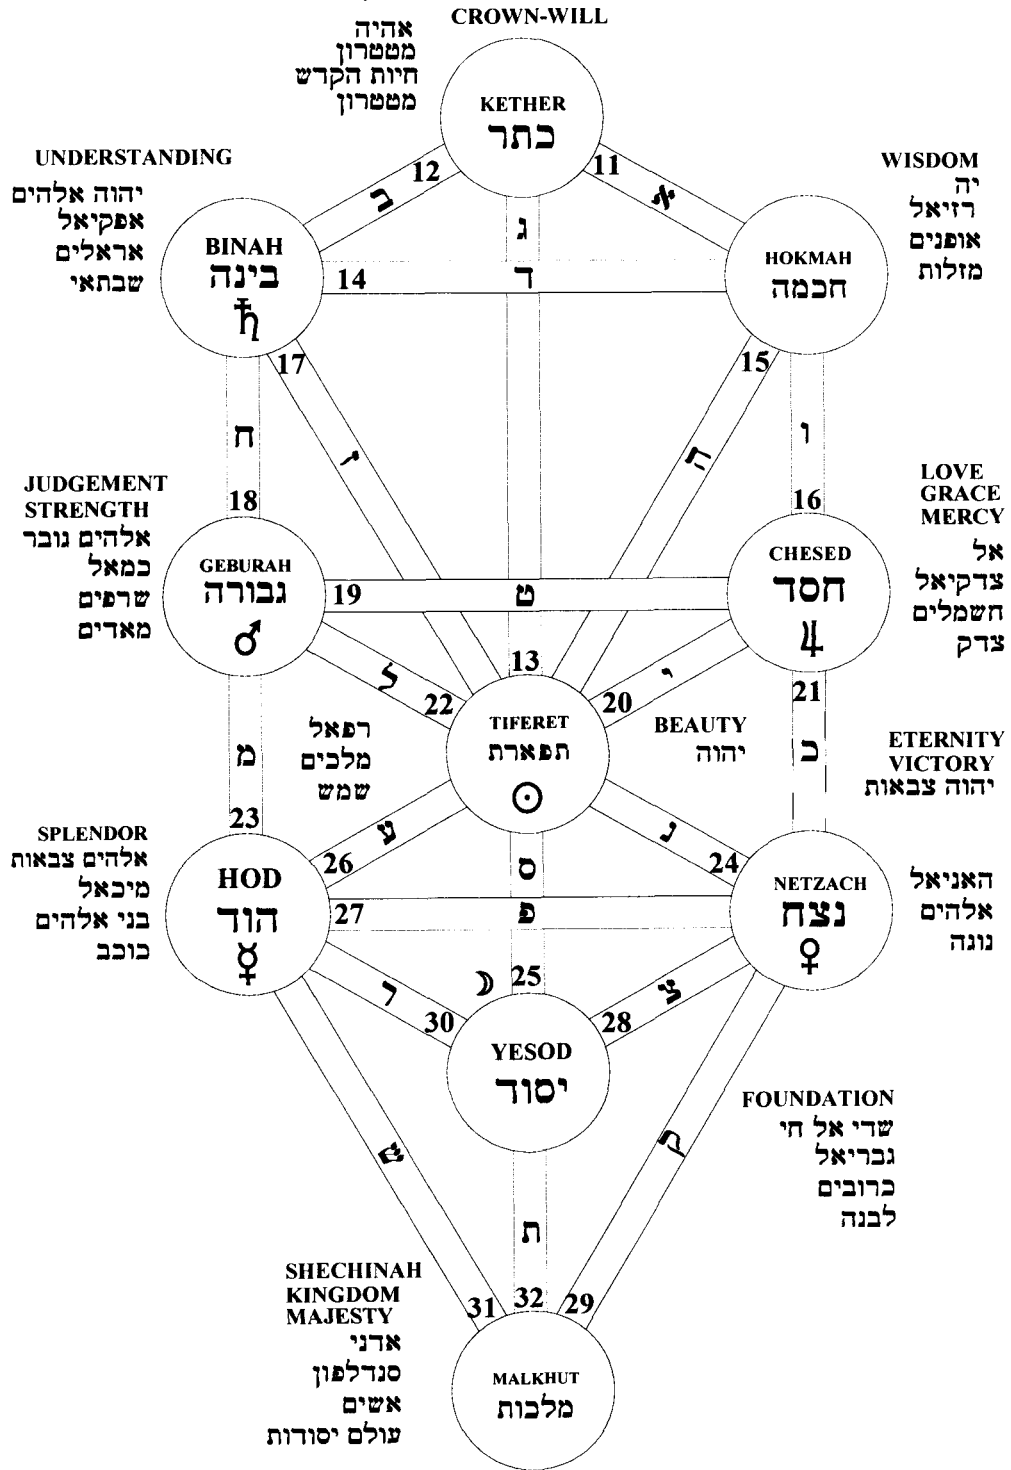 CROWN-WILL
אהיה
מטטרון
חיות הקדש
מטטרון
KETHER
כתר
UNDERSTANDING
יהוה אלהים
אפקיאל
אראלים
שבתאי
12
11
ב
א
WISDOM
יה
רזיאל
אופנים
מזלות
BINAH
בינה
♄
ג
14
ד
HOKMAH
חכמה
17
15
ח
ז
ה
ו
18
16
JUDGEMENT
STRENGTH
אלהים גובר
כמאל
שרפים
מאדים
LOVE
GRACE
MERCY
אל
צדקיאל
חשמלים
צדק
GEBURAH
גבורה
♂
19
ט
CHESED
חסד
♃
13
ל
22
20
י
21
רפאל
מלכים
שמש
TIFERET
תפארת
☉
BEAUTY
יהוה
מ
כ
ETERNITY
VICTORY
יהוה צבאות
23
SPLENDOR
אלהים צבאות
מיכאל
בני אלהים
כוכב
26
ע
ס
נ
24
HOD
הוד
☿
27
פ
NETZACH
נצח
♀
האניאל
אלהים
נוגה
ר
30
☽
25
28
צ
YESOD
יסוד
FOUNDATION
שדי אל חי
גבריאל
כרובים
לבנה
ש
ק
ת
SHECHINAH
KINGDOM
MAJESTY
אדני
סנדלפון
אשים
עולם יסודות
31
32
29
MALKHUT
מלכות